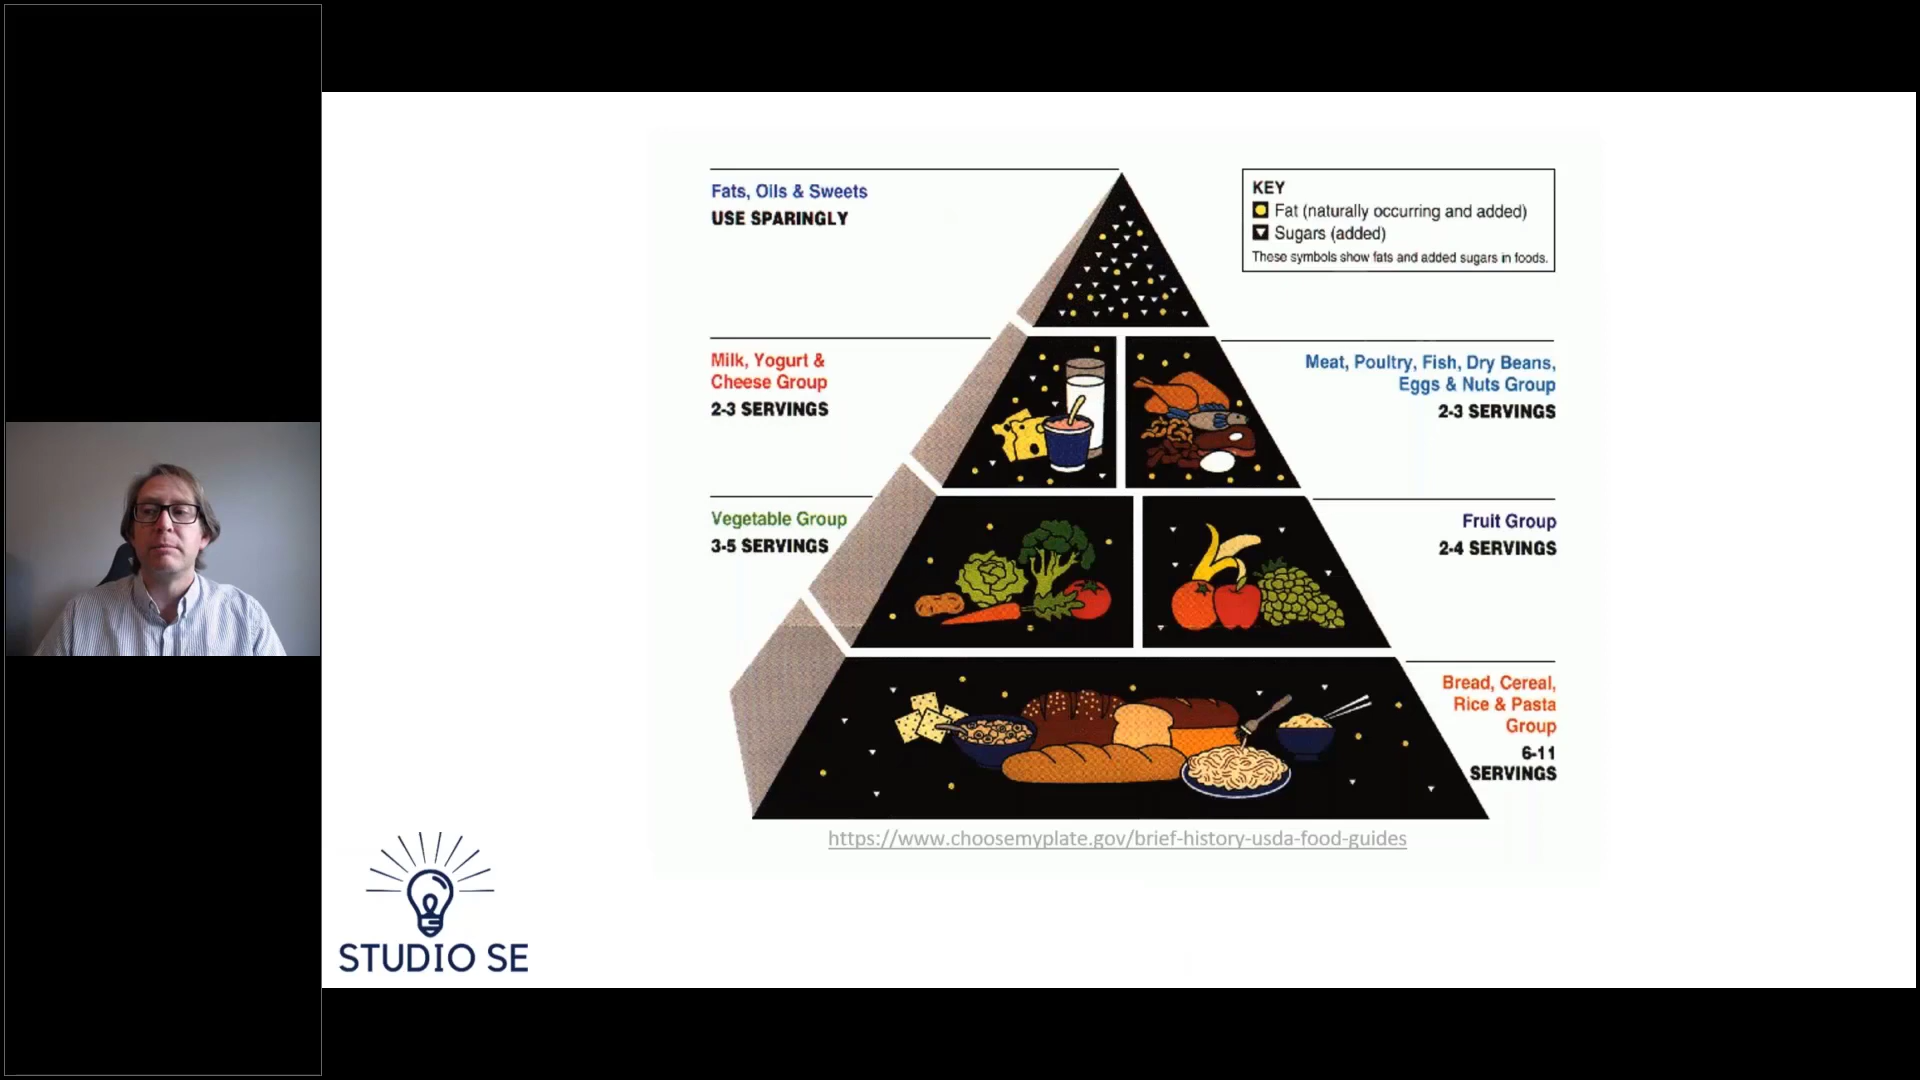 Fats, Oils & Sweets
USE SPARINGLY
KEY
Fat (naturally occurring and added)
Sugars (added)
These symbols show fats and added sugars in foods.
Milk, Yogurt &
Cheese Group
2-3 SERVINGS
Meat, Poultry, Fish, Dry Beans,
Eggs & Nuts Group
2-3 SERVINGS
Vegetable Group
3-5 SERVINGS
Fruit Group
2-4 SERVINGS
Bread, Cereal,
Rice & Pasta
Group
6-11
SERVINGS
https://www.choosemyplate.gov/brief-history-usda-food-guides
STUDIO SE